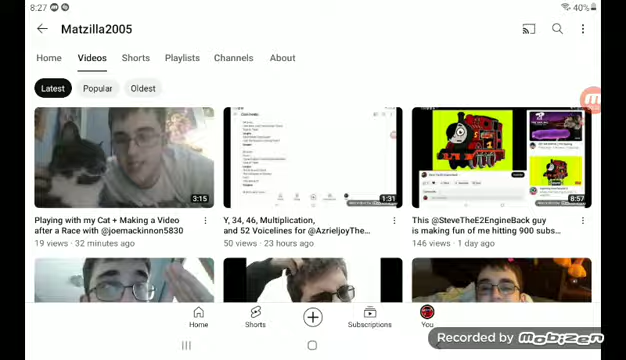 8:27
40%
Matzilla2005
Home Videos Shorts Playlists Channels About
Latest Popular Oldest
3:15
1:31
8:57
Playing with my Cat + Making a Video
after a Race with @joemackinnon5830
19 views · 32 minutes ago
Y, 34, 46, Multiplication,
and 52 Voicelines for @AzrieljoyThe...
50 views · 23 hours ago
This @SteveTheE2EngineBack guy
is making fun of me hitting 900 subs...
146 views · 1 day ago
Home Shorts Subscriptions You
Recorded by Mobizen